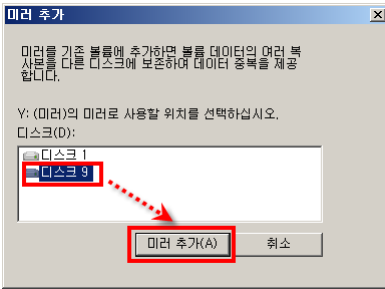 미러 추가
미러를 기존 볼륨에 추가하면 볼륨 데이터의 여러 복
사본을 다른 디스크에 보존하여 데이터 중복을 제공
합니다.
Y: (미러)의 미러로 사용할 위치를 선택하십시오.
디스크(D):
디스크 1
디스크 9
미러 추가(A)
취소